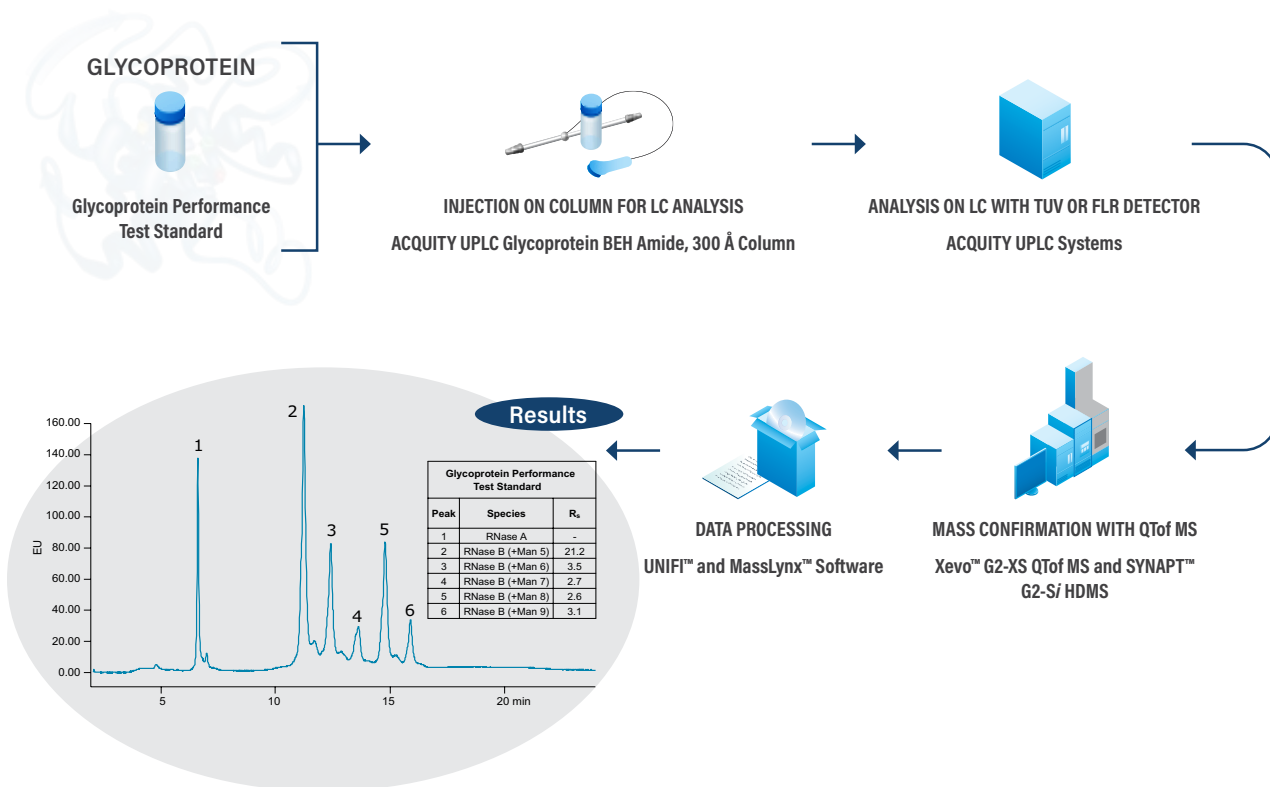 GLYCOPROTEIN
Glycoprotein Performance
Test Standard
INJECTION ON COLUMN FOR LC ANALYSIS
ACQUITY UPLC Glycoprotein BEH Amide, 300 Å Column
ANALYSIS ON LC WITH TUV OR FLR DETECTOR
ACQUITY UPLC Systems
MASS CONFIRMATION WITH QTof MS
Xevo™ G2-XS QTof MS and SYNAPT™
G2-Si HDMS
DATA PROCESSING
UNIFI™ and MassLynx™ Software
Results
EU
160.00
140.00
120.00
100.00
80.00
60.00
40.00
20.00
0.00
5 10 15 20 min
1
2
3
4
5
6
Glycoprotein Performance
Test Standard
Peak Species Rs
1 RNase A -
2 RNase B (+Man 5) 21.2
3 RNase B (+Man 6) 3.5
4 RNase B (+Man 7) 2.7
5 RNase B (+Man 8) 2.6
6 RNase B (+Man 9) 3.1